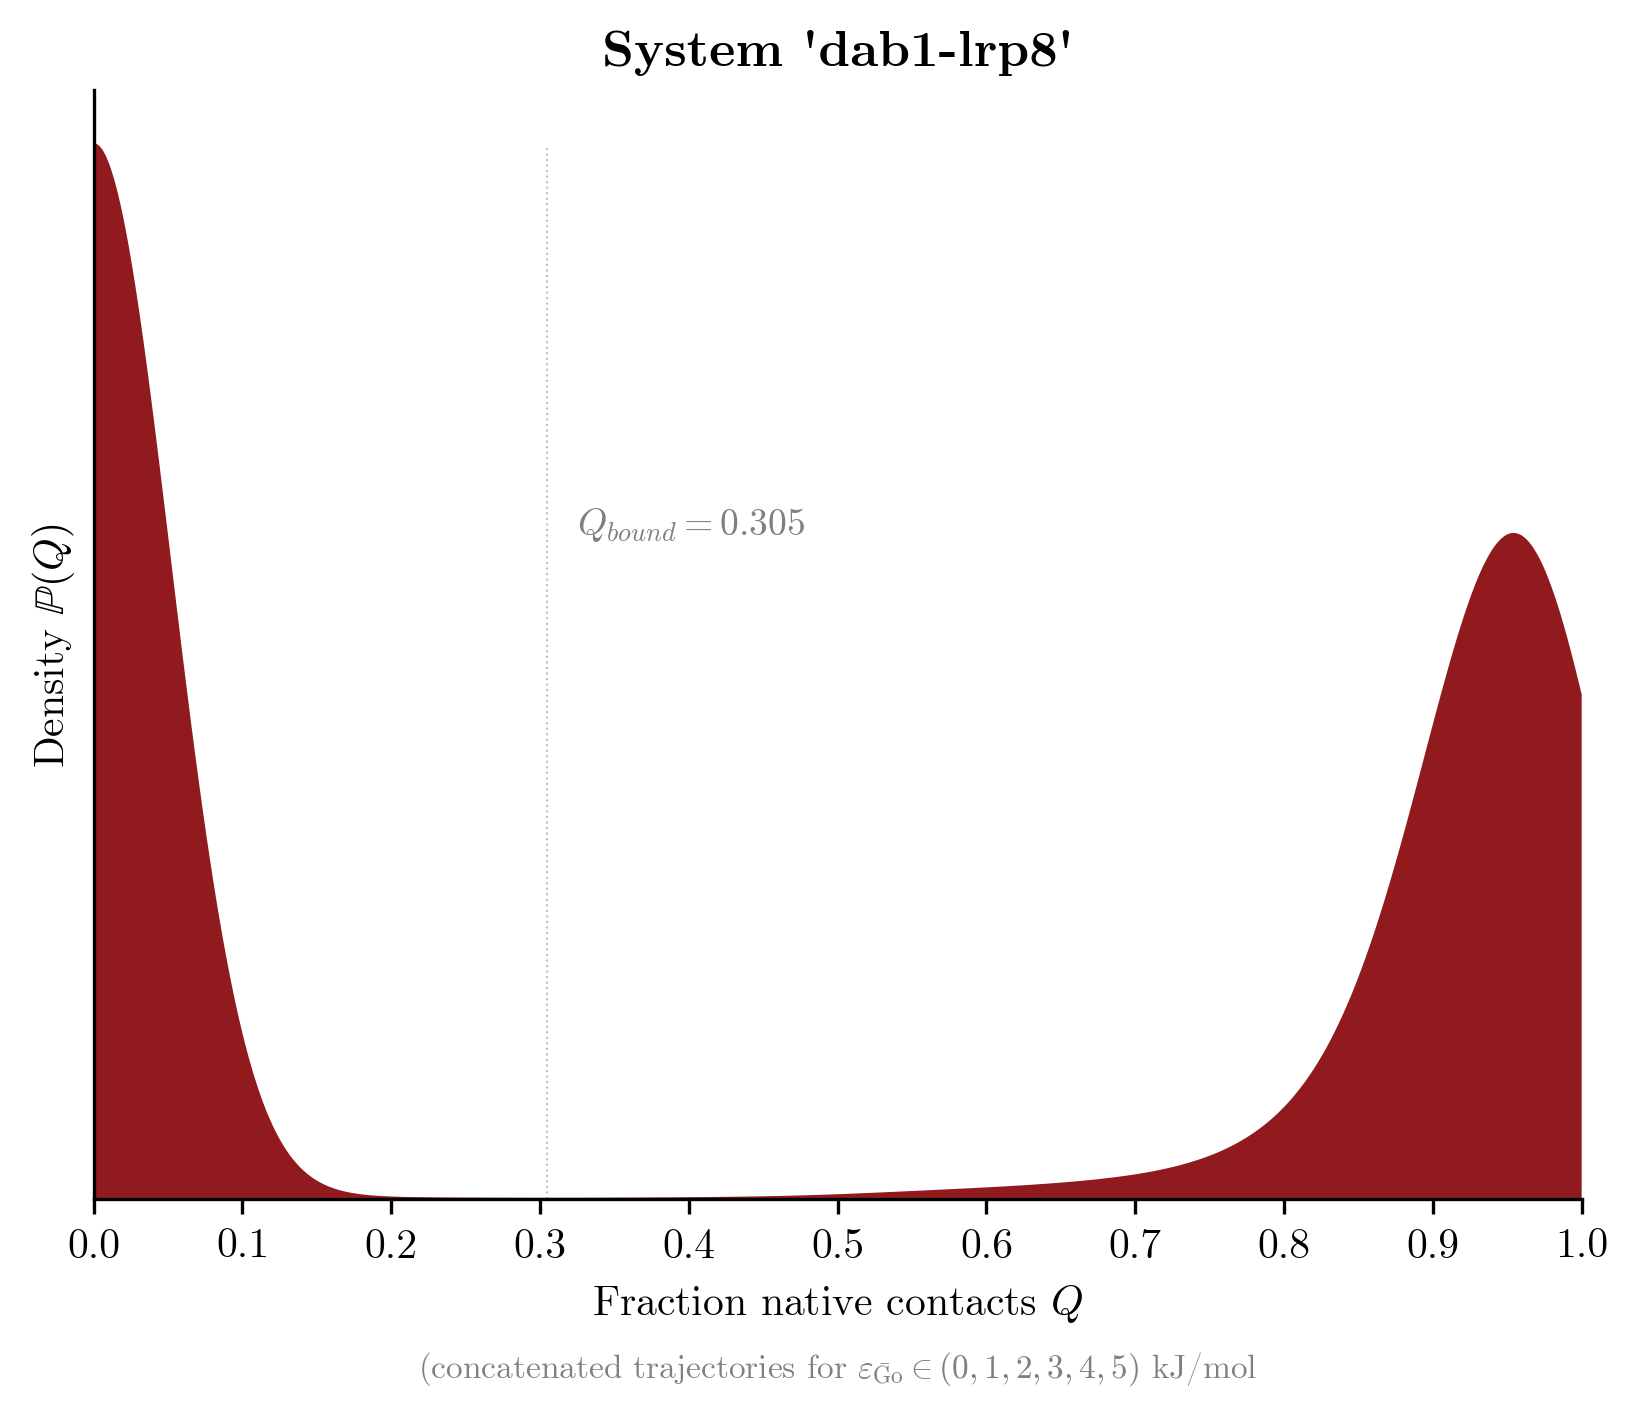 System 'dab1-lrp8'
Density ℙ(Q)
Q_bound = 0.305
0.0 0.1 0.2 0.3 0.4 0.5 0.6 0.7 0.8 0.9 1.0
Fraction native contacts Q
(concatenated trajectories for ε_Ḡo ∈ (0, 1, 2, 3, 4, 5) kJ/mol